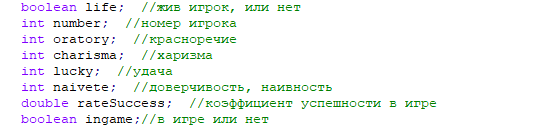 boolean life;  //жив игрок, или нет
int number;  //номер игрока
int oratory;  //красноречие
int charisma;  //харизма
int lucky;  //удача
int naivete;  //доверчивость, наивность
double rateSuccess;  //коэффициент успешности в игре
boolean ingame;//в игре или нет